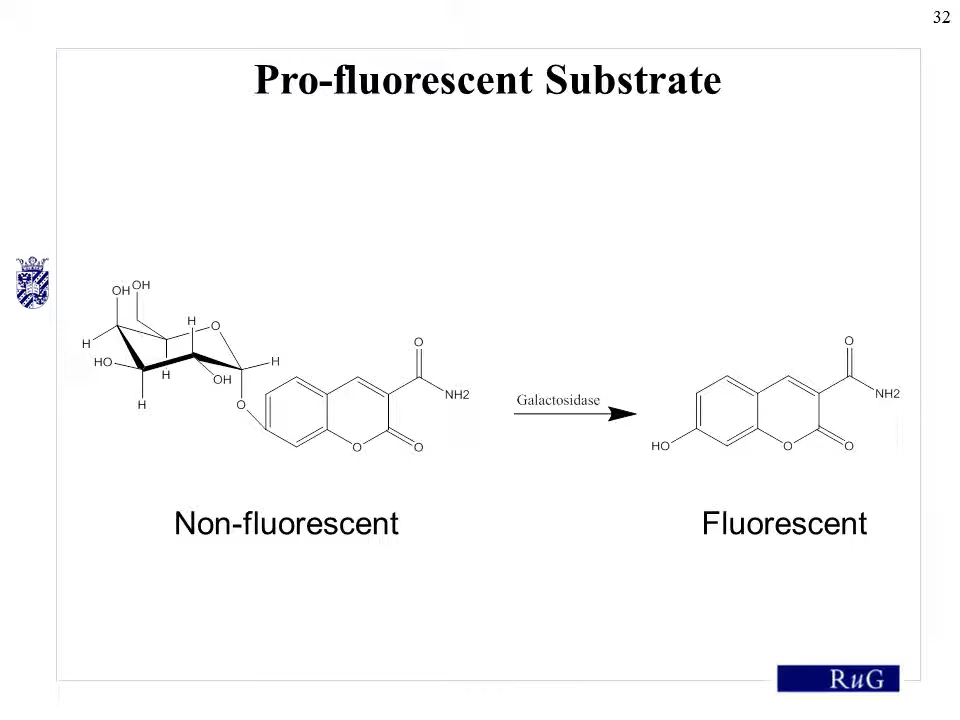 32
Pro-fluorescent Substrate
OH OH
H O
H H
HO
H OH
H O
O
NH2
O O
Galactosidase
O
NH2
HO O O
Non-fluorescent
Fluorescent
RuG